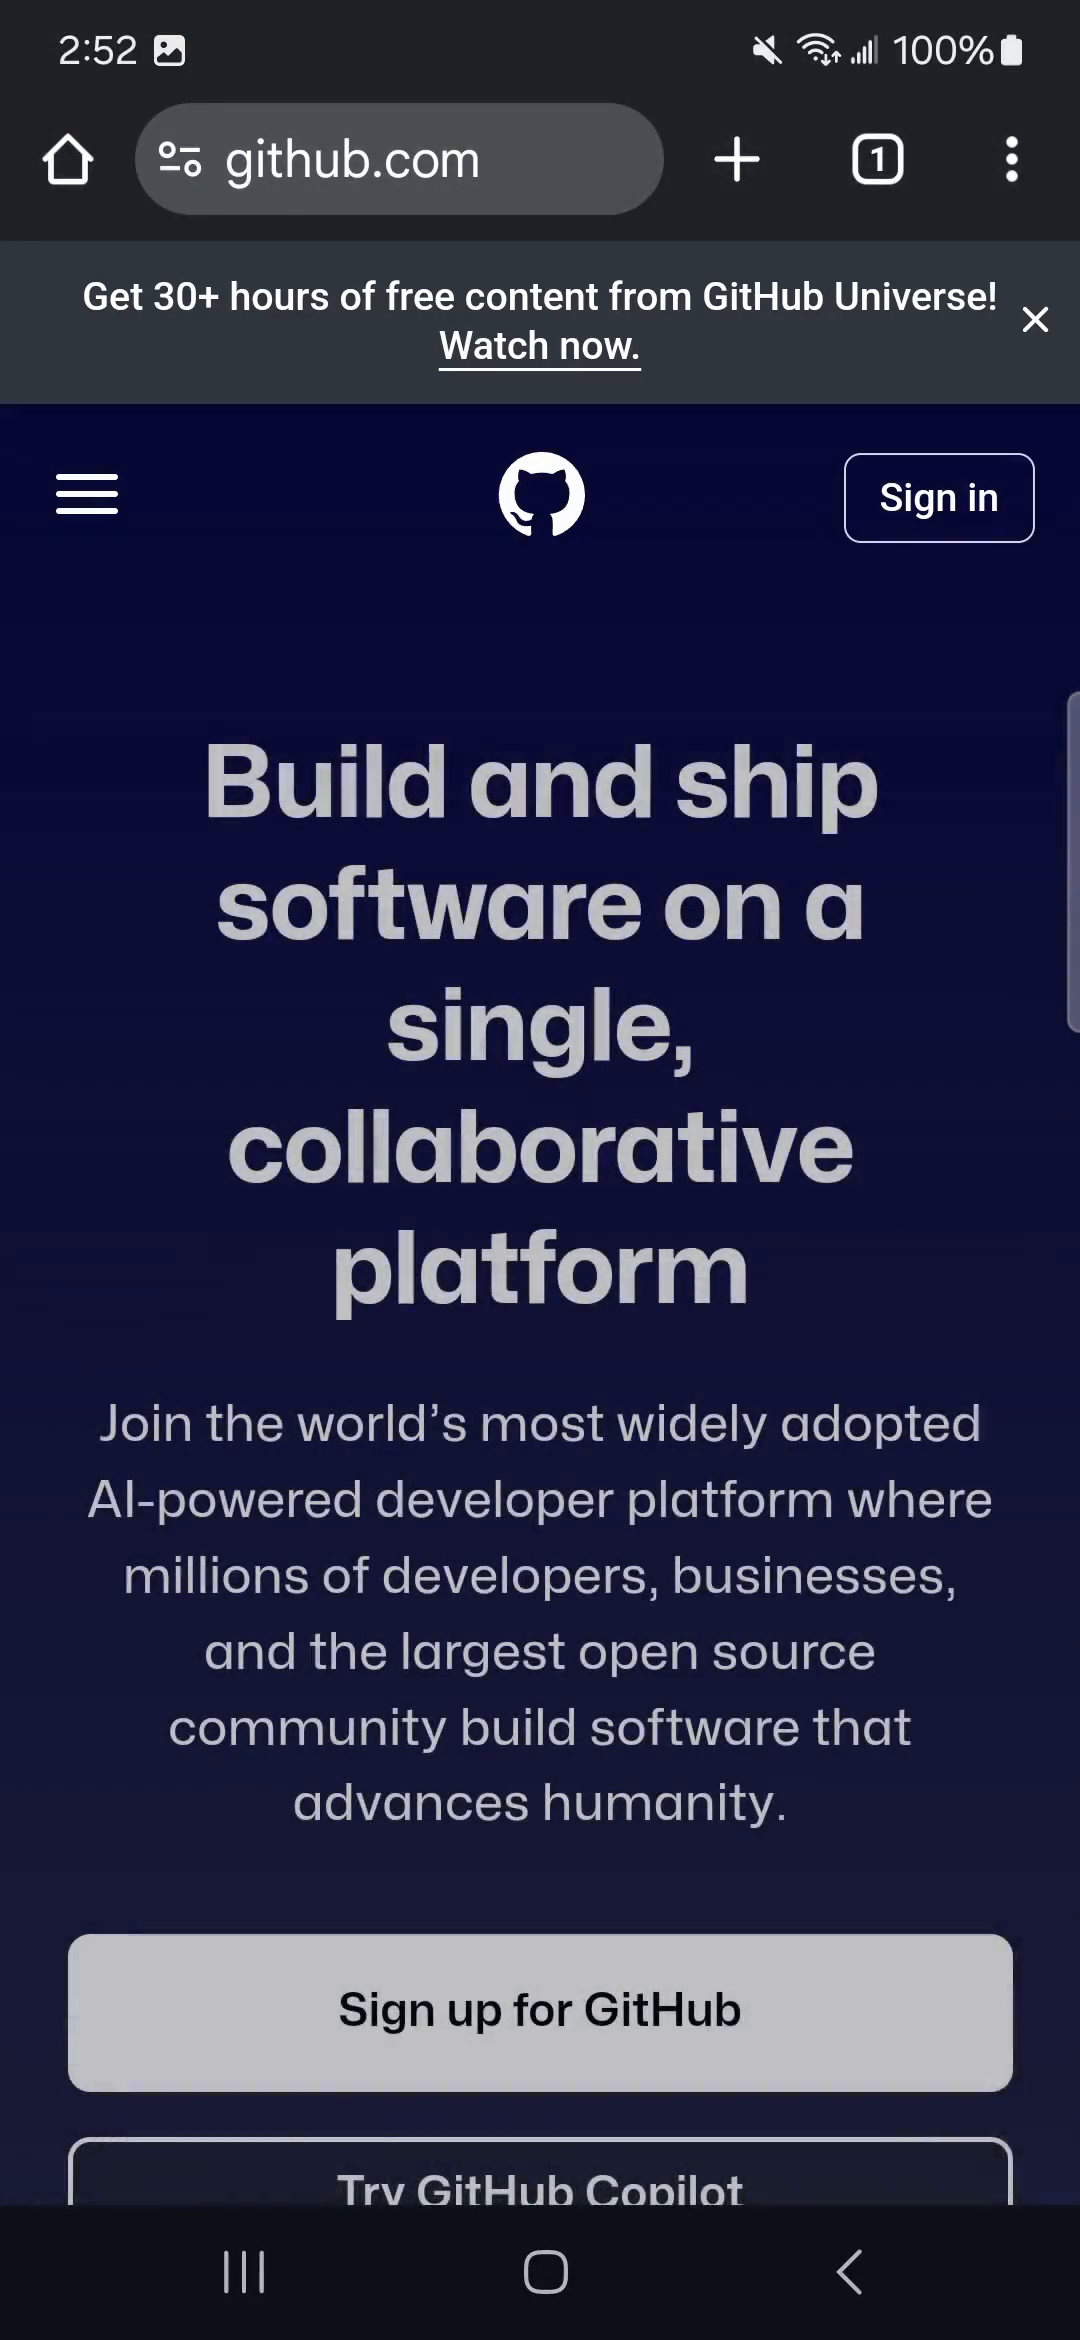 2:52
100%
github.com
1
Get 30+ hours of free content from GitHub Universe!
Watch now.
Sign in
Build and ship
software on a
single,
collaborative
platform
Join the world’s most widely adopted
AI-powered developer platform where
millions of developers, businesses,
and the largest open source
community build software that
advances humanity.
Sign up for GitHub
Try GitHub Copilot